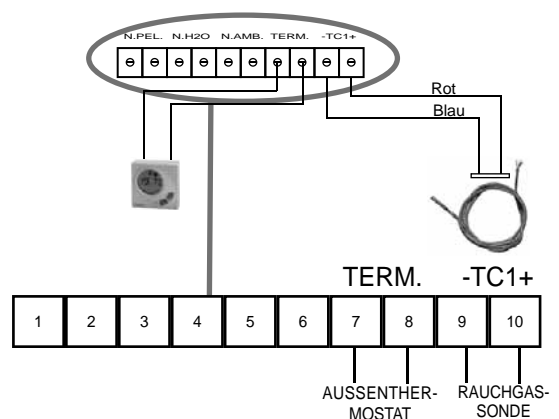 N.PEL. N.H2O N.AMB. TERM. -TC1+
Rot
Blau
TERM. -TC1+
1 2 3 4 5 6 7 8 9 10
AUSSENTHER-
MOSTAT
RAUCHGAS-
SONDE